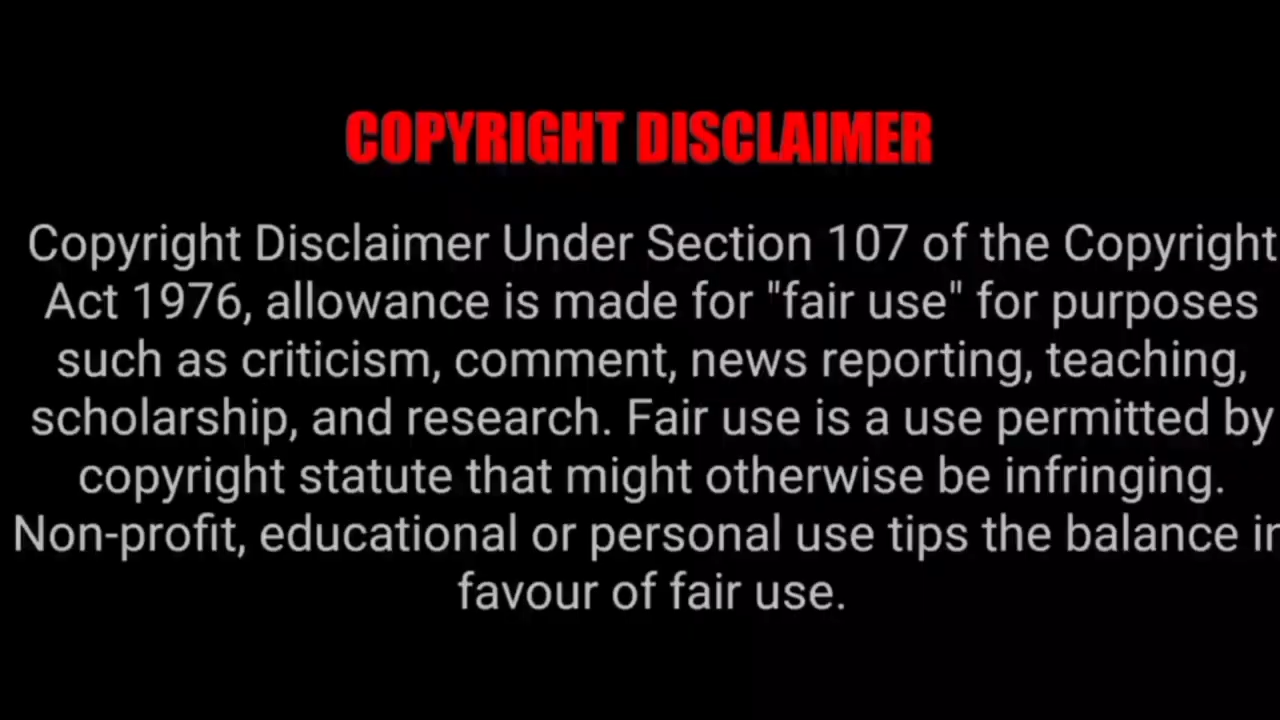 COPYRIGHT DISCLAIMER
Copyright Disclaimer Under Section 107 of the Copyright
Act 1976, allowance is made for "fair use" for purposes
such as criticism, comment, news reporting, teaching,
scholarship, and research. Fair use is a use permitted by
copyright statute that might otherwise be infringing.
Non-profit, educational or personal use tips the balance in
favour of fair use.